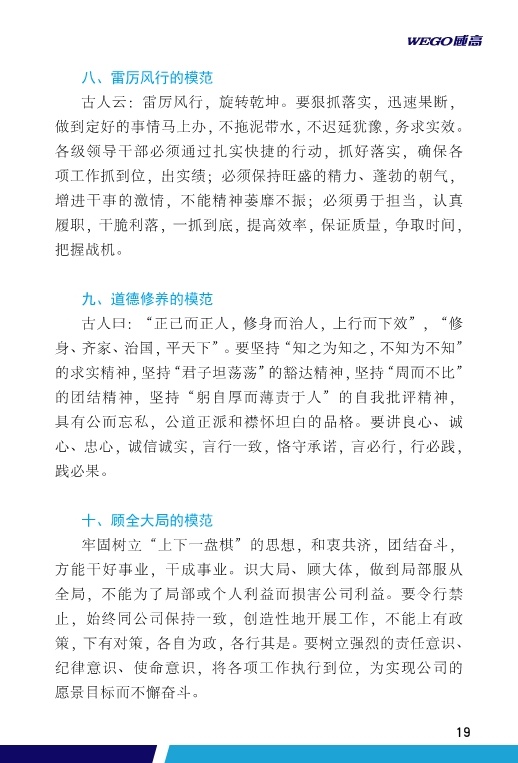 WEGO威高
八、雷厉风行的模范
古人云：雷厉风行，旋转乾坤。要狠抓落实，迅速果断，
做到定好的事情马上办，不拖泥带水，不迟延犹豫，务求实效。
各级领导干部必须通过扎实快捷的行动，抓好落实，确保各
项工作抓到位，出实绩；必须保持旺盛的精力、蓬勃的朝气，
增进干事的激情，不能精神萎靡不振；必须勇于担当，认真
履职，干脆利落，一抓到底，提高效率，保证质量，争取时间，
把握战机。
九、道德修养的模范
古人曰：“正己而正人，修身而治人，上行而下效”，“修
身、齐家、治国，平天下”。要坚持“知之为知之，不知为不知”
的求实精神，坚持“君子坦荡荡”的豁达精神，坚持“周而不比”
的团结精神，坚持“躬自厚而薄责于人”的自我批评精神，
具有公而忘私，公道正派和襟怀坦白的品格。要讲良心、诚
心、忠心，诚信诚实，言行一致，恪守承诺，言必行，行必践，
践必果。
十、顾全大局的模范
牢固树立“上下一盘棋”的思想，和衷共济，团结奋斗，
方能干好事业，干成事业。识大局、顾大体，做到局部服从
全局，不能为了局部或个人利益而损害公司利益。要令行禁
止，始终同公司保持一致，创造性地开展工作，不能上有政
策，下有对策，各自为政，各行其是。要树立强烈的责任意识、
纪律意识、使命意识，将各项工作执行到位，为实现公司的
愿景目标而不懈奋斗。
19